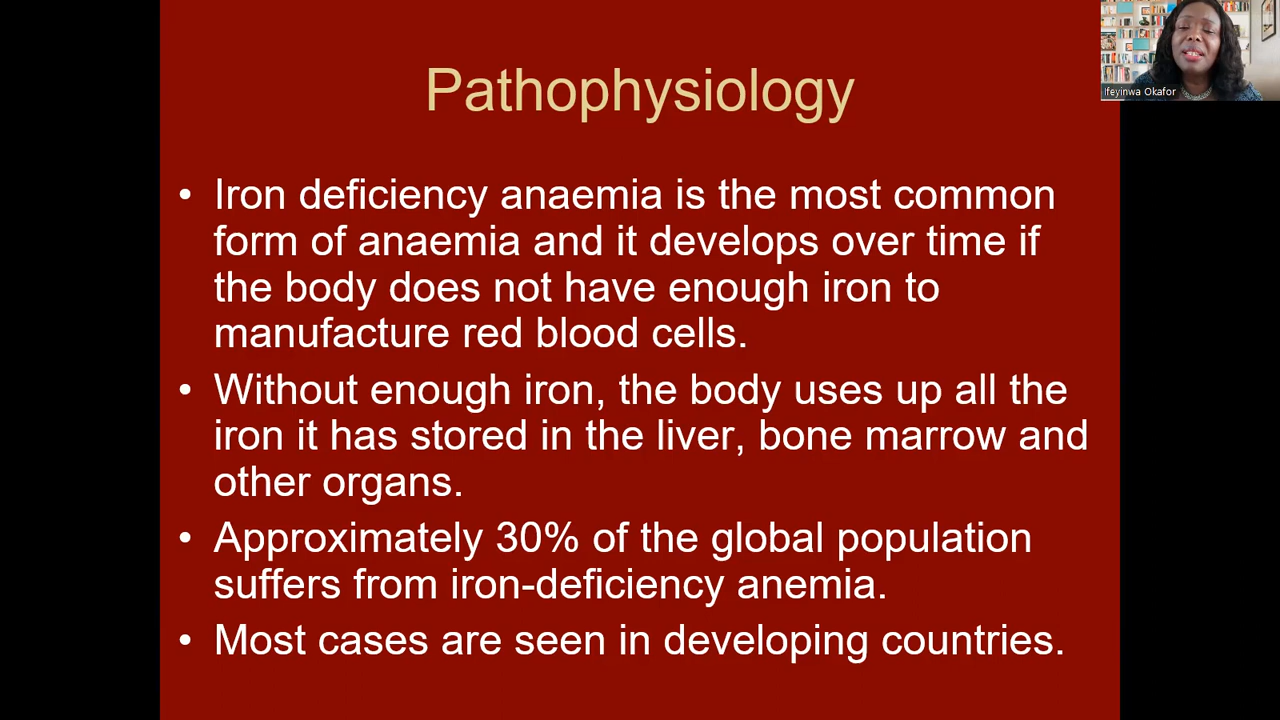 Pathophysiology
• Iron deficiency anaemia is the most common
form of anaemia and it develops over time if
the body does not have enough iron to
manufacture red blood cells.
• Without enough iron, the body uses up all the
iron it has stored in the liver, bone marrow and
other organs.
• Approximately 30% of the global population
suffers from iron-deficiency anemia.
• Most cases are seen in developing countries.
Ifeyinwa Okafor